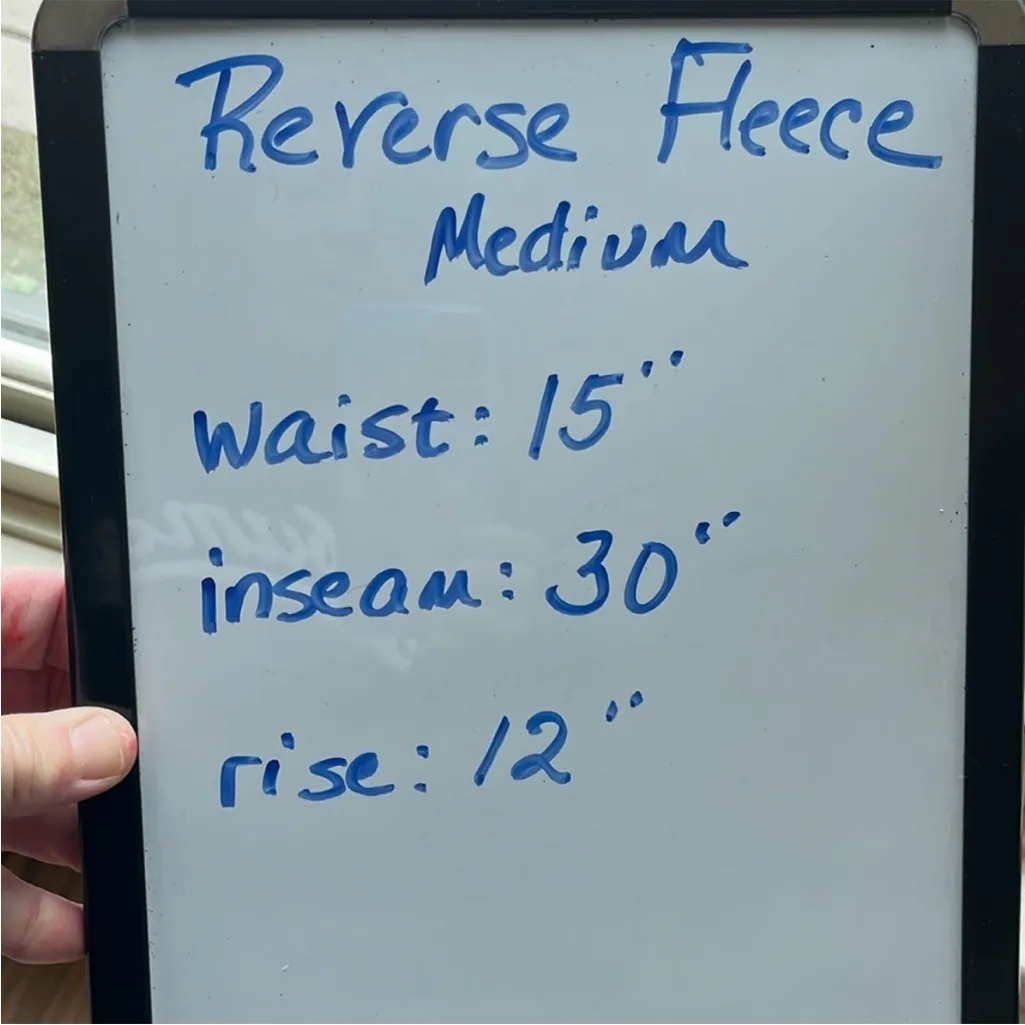 Reverse Fleece
Medium
waist: 15"
inseam: 30"
rise: 12"